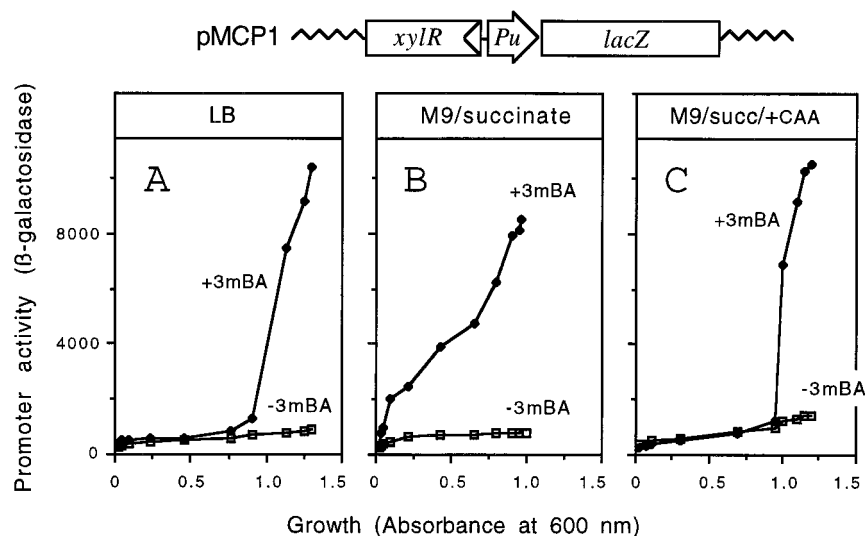 pMCP1 xylR Pu lacZ
LB
M9/succinate
M9/succ/+CAA
A
B
C
+3mBA
+3mBA
+3mBA
-3mBA
-3mBA
-3mBA
8000
4000
0
0 0.5 1.0 1.5
0 0.5 1.0 1.5
0 0.5 1.0 1.5
Promoter activity (ß-galactosidase)
Growth (Absorbance at 600 nm)